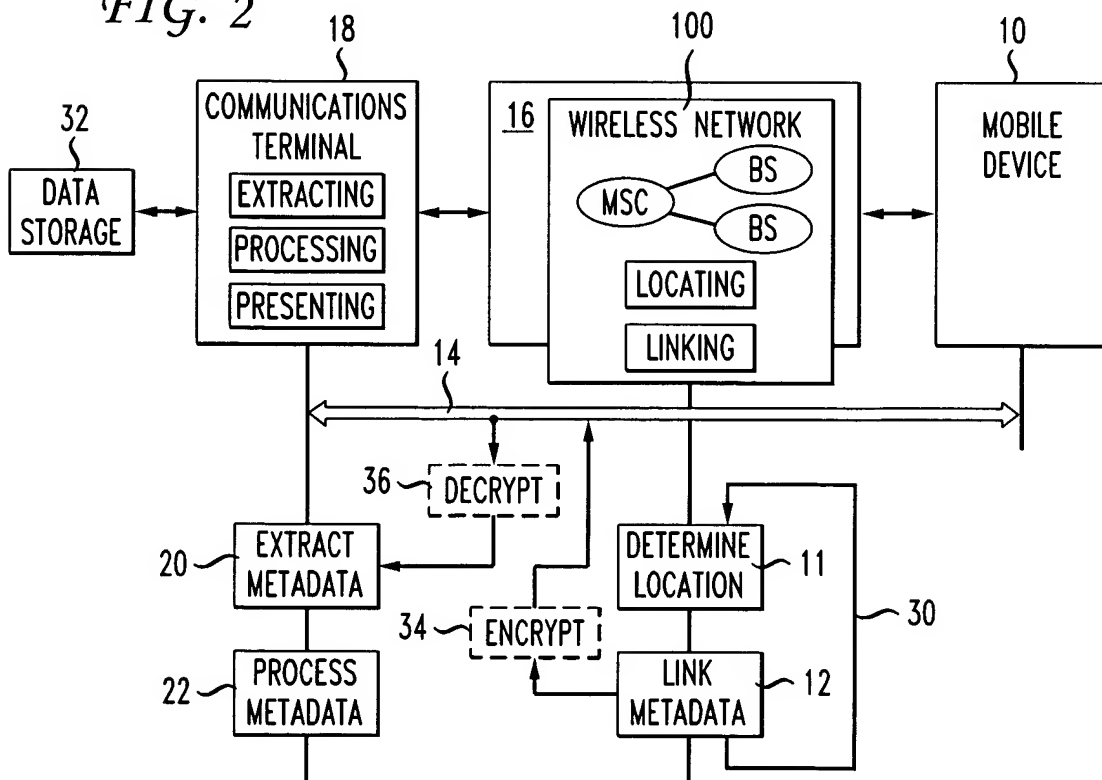 FIG. 2
18
100
10
32
DATA
STORAGE
COMMUNICATIONS
TERMINAL
EXTRACTING
PROCESSING
PRESENTING
16
WIRELESS NETWORK
MSC
BS
BS
LOCATING
LINKING
MOBILE
DEVICE
14
36
DECRYPT
20
EXTRACT
METADATA
DETERMINE
LOCATION
11
30
34
ENCRYPT
22
PROCESS
METADATA
LINK
METADATA
12